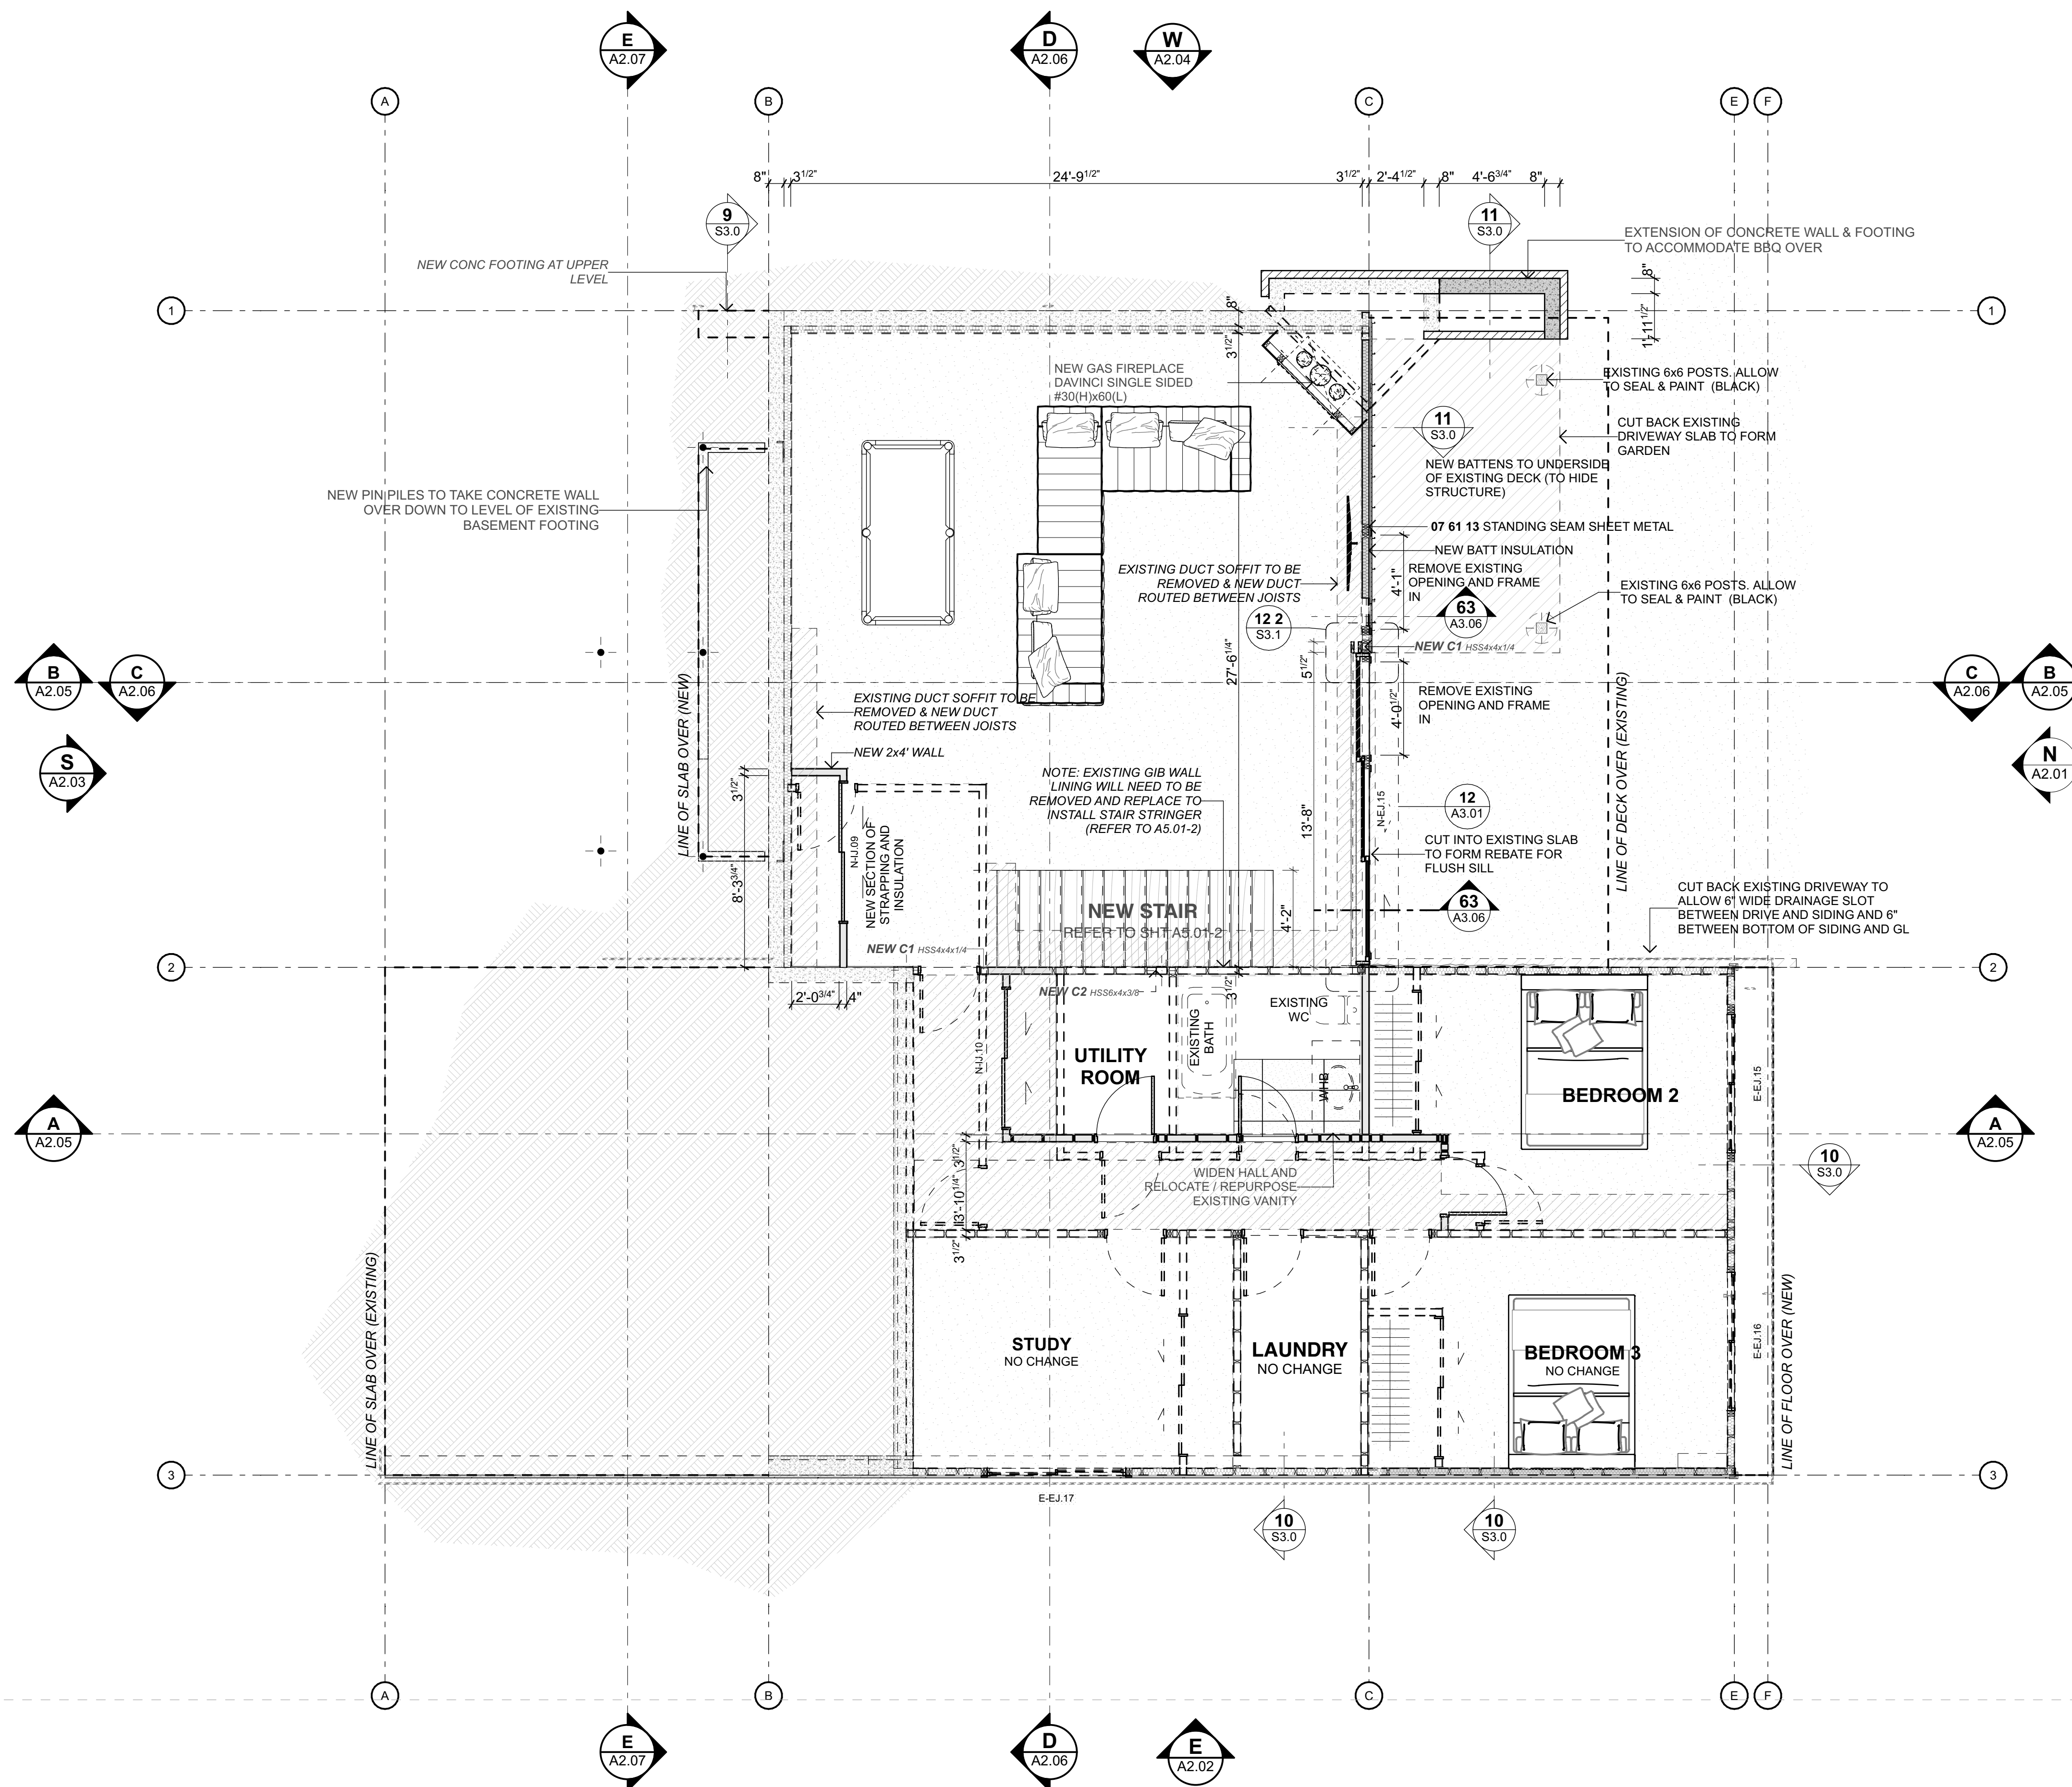 E
A2.07
D
A2.06
W
A2.04
A
B
C
E
F
8"
3 1/2"
24'-9 1/2"
3 1/2"
2'-4 1/2"
8"
4'-6 3/4"
8"
9
S3.0
11
S3.0
EXTENSION OF CONCRETE WALL & FOOTING
TO ACCOMMODATE BBQ OVER
NEW CONC FOOTING AT UPPER
LEVEL
8"
1'-11 1/2"
1
8"
3 1/2"
1
NEW GAS FIREPLACE
DAVINCI SINGLE SIDED
#30(H)x60(L)
EXISTING 6x6 POSTS. ALLOW
TO SEAL & PAINT (BLACK)
11
S3.0
CUT BACK EXISTING
DRIVEWAY SLAB TO FORM
GARDEN
NEW BATTENS TO UNDERSIDE
OF EXISTING DECK (TO HIDE
STRUCTURE)
NEW PIN PILES TO TAKE CONCRETE WALL
OVER DOWN TO LEVEL OF EXISTING
BASEMENT FOOTING
07 61 13 STANDING SEAM SHEET METAL
NEW BATT INSULATION
EXISTING DUCT SOFFIT TO BE
REMOVED & NEW DUCT
ROUTED BETWEEN JOISTS
4'-1"
REMOVE EXISTING
OPENING AND FRAME
IN
EXISTING 6x6 POSTS. ALLOW
TO SEAL & PAINT (BLACK)
63
A3.06
12 2
S3.1
NEW C1 HSS4x4x1/4
27'-6 1/4"
5 1/2"
B
A2.05
C
A2.06
C
A2.06
B
A2.05
LINE OF SLAB OVER (NEW)
EXISTING DUCT SOFFIT TO BE
REMOVED & NEW DUCT
ROUTED BETWEEN JOISTS
4'-0 1/2"
REMOVE EXISTING
OPENING AND FRAME
IN
LINE OF DECK OVER (EXISTING)
NEW 2x4' WALL
S
A2.03
N
A2.01
3 1/2"
8'-3 3/4"
NOTE: EXISTING GIB WALL
LINING WILL NEED TO BE
REMOVED AND REPLACE TO
INSTALL STAIR STRINGER
(REFER TO A5.01-2)
13'-8"
N-EJ.15
12
A3.01
CUT INTO EXISTING SLAB
TO FORM REBATE FOR
FLUSH SILL
N-IJ.09
NEW SECTION OF
STRAPPING AND
INSULATION
63
A3.06
CUT BACK EXISTING DRIVEWAY TO
ALLOW 6" WIDE DRAINAGE SLOT
BETWEEN DRIVE AND SIDING AND 6"
BETWEEN BOTTOM OF SIDING AND GL
NEW STAIR
REFER TO SHT A5.01-2
4'-2"
NEW C1 HSS4x4x1/4
2
2
2'-0 3/4"
4"
NEW C2 HSS6x4x3/8
3 1/2"
EXISTING
WC
EXISTING
BATH
UTILITY
ROOM
N-IJ.10
WHB
BEDROOM 2
E-EJ.15
A
A2.05
A
A2.05
3 1/2"
3'-10 1/4"
3 1/2"
WIDEN HALL AND
RELOCATE / REPURPOSE
EXISTING VANITY
10
S3.0
LINE OF SLAB OVER (EXISTING)
STUDY
NO CHANGE
LAUNDRY
NO CHANGE
BEDROOM 3
NO CHANGE
E-EJ.16
LINE OF FLOOR OVER (NEW)
3
3
E-EJ.17
10
S3.0
10
S3.0
A
B
C
E
F
E
A2.07
D
A2.06
E
A2.02